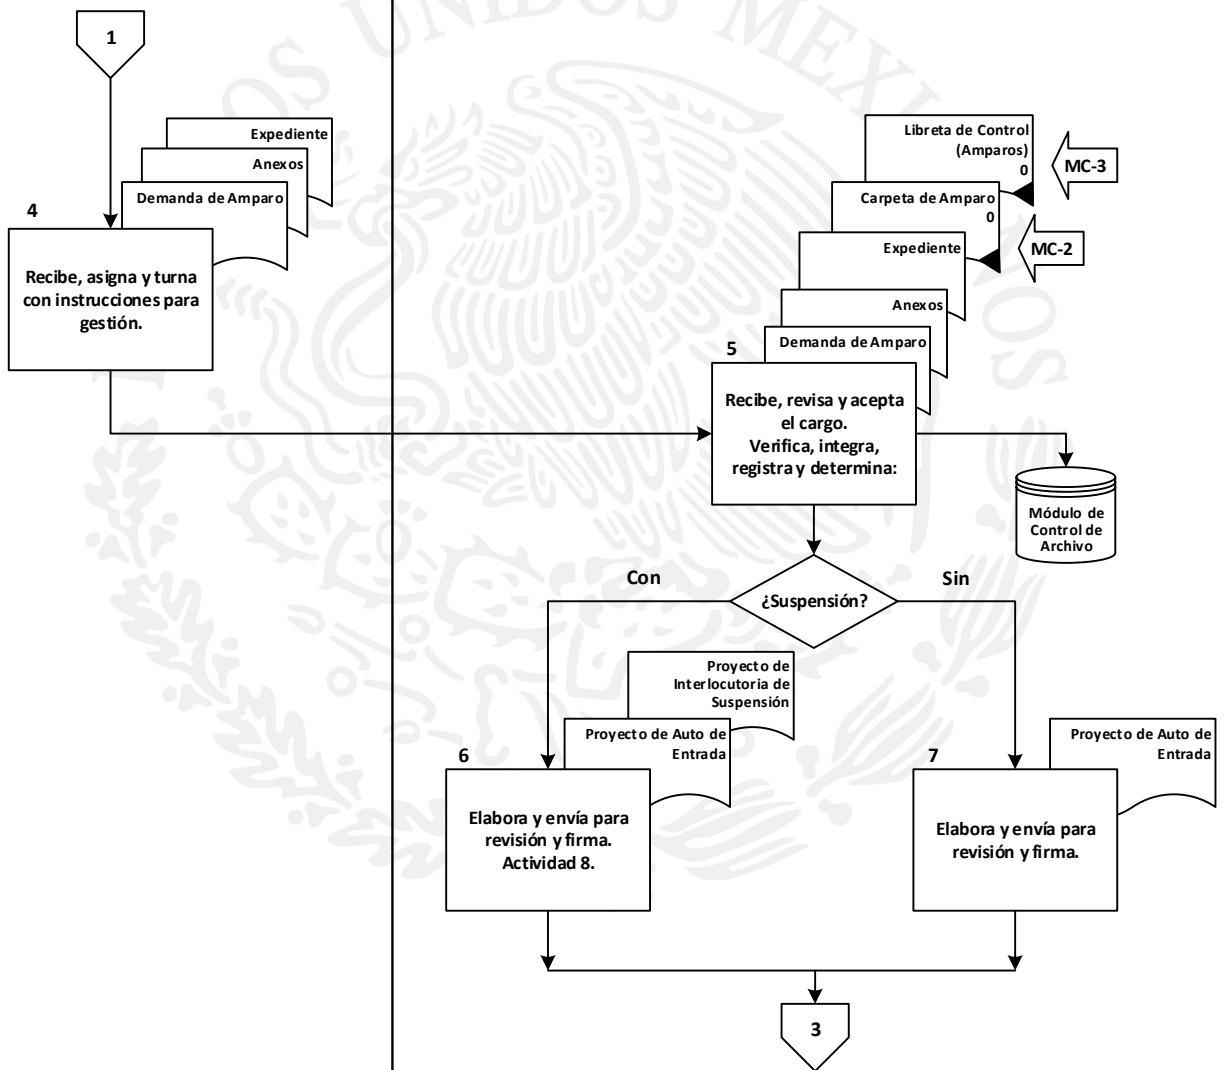 UNIDOS MEXICANOS
1
Expediente
Anexos
Demanda de Amparo
4
Recibe, asigna y turna
con instrucciones para
gestión.
Libreta de Control
(Amparos)
0
MC-3
Carpeta de Amparo
0
MC-2
Expediente
Anexos
Demanda de Amparo
5
Recibe, revisa y acepta
el cargo.
Verifica, integra,
registra y determina:
Módulo de
Control de
Archivo
Con
¿Suspensión?
Sin
Proyecto de
Interlocutoria de
Suspensión
Proyecto de Auto de
Entrada
6
Elabora y envía para
revisión y firma.
Actividad 8.
Proyecto de Auto de
Entrada
7
Elabora y envía para
revisión y firma.
3